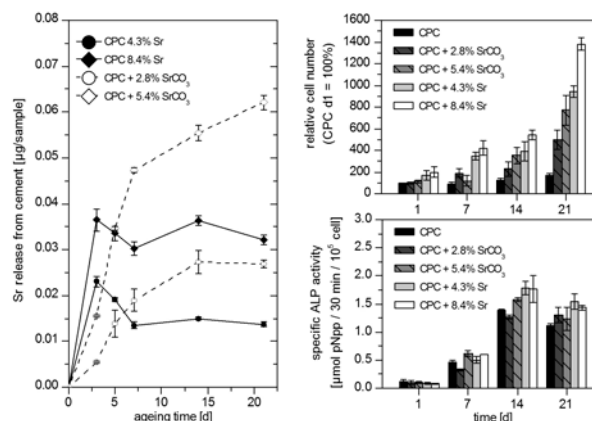 Sr release from cement [µg/sample]
0.08
0.07
0.06
0.05
0.04
0.03
0.02
0.01
0.00
CPC 4.3% Sr
CPC 8.4% Sr
CPC + 2.8% SrCO₃
CPC + 5.4% SrCO₃
0 5 10 15 20
ageing time [d]
relative cell number
(CPC d1 = 100%)
1600
1400
1200
1000
800
600
400
200
0
CPC
CPC + 2.8% SrCO₃
CPC + 5.4% SrCO₃
CPC + 4.3% Sr
CPC + 8.4% Sr
1 7 14 21
specific ALP activity
[µmol pNpp / 30 min / 10⁵ cell]
3.0
2.5
2.0
1.5
1.0
0.5
0.0
CPC
CPC + 2.8% SrCO₃
CPC + 5.4% SrCO₃
CPC + 4.3% Sr
CPC + 8.4% Sr
1 7 14 21
time [d]